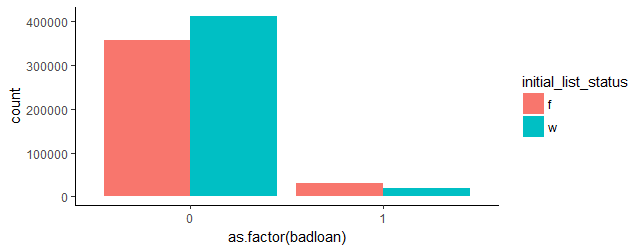 count
400000
300000
200000
100000
0
0
1
as.factor(badloan)
initial_list_status
f
w